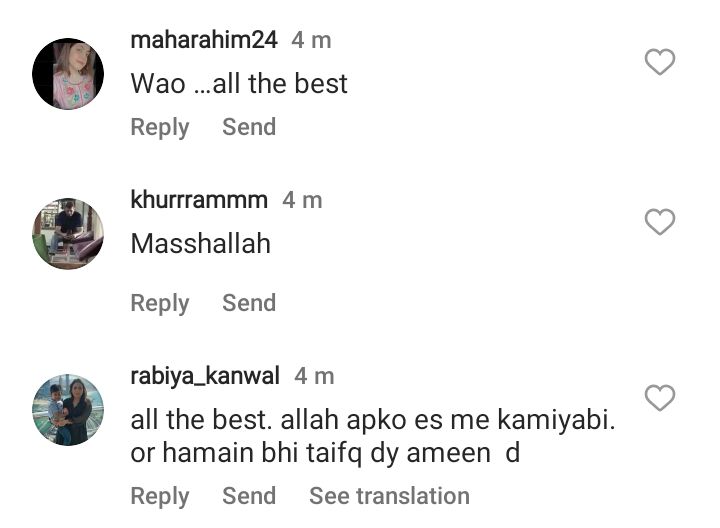 maharahim24 4 m
Wao ...all the best
Reply Send
khurrrammm 4 m
Masshallah
Reply Send
rabiya_kanwal 4 m
all the best. allah apko es me kamiyabi.
or hamain bhi taifq dy ameen d
Reply Send See translation